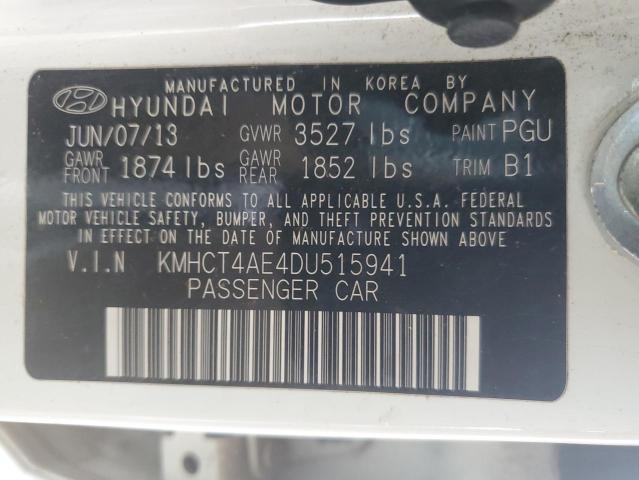 MANUFACTURED IN KOREA BY
HYUNDAI MOTOR COMPANY
JUN/07/13 GVWR 3527 lbs PAINT PGU
GAWR FRONT 1874 lbs GAWR REAR 1852 lbs TRIM B1
THIS VEHICLE CONFORMS TO ALL APPLICABLE U.S.A. FEDERAL
MOTOR VEHICLE SAFETY, BUMPER, AND THEFT PREVENTION STANDARDS
IN EFFECT ON THE DATE OF MANUFACTURE SHOWN ABOVE
V.I.N KMHCT4AE4DU515941
PASSENGER CAR